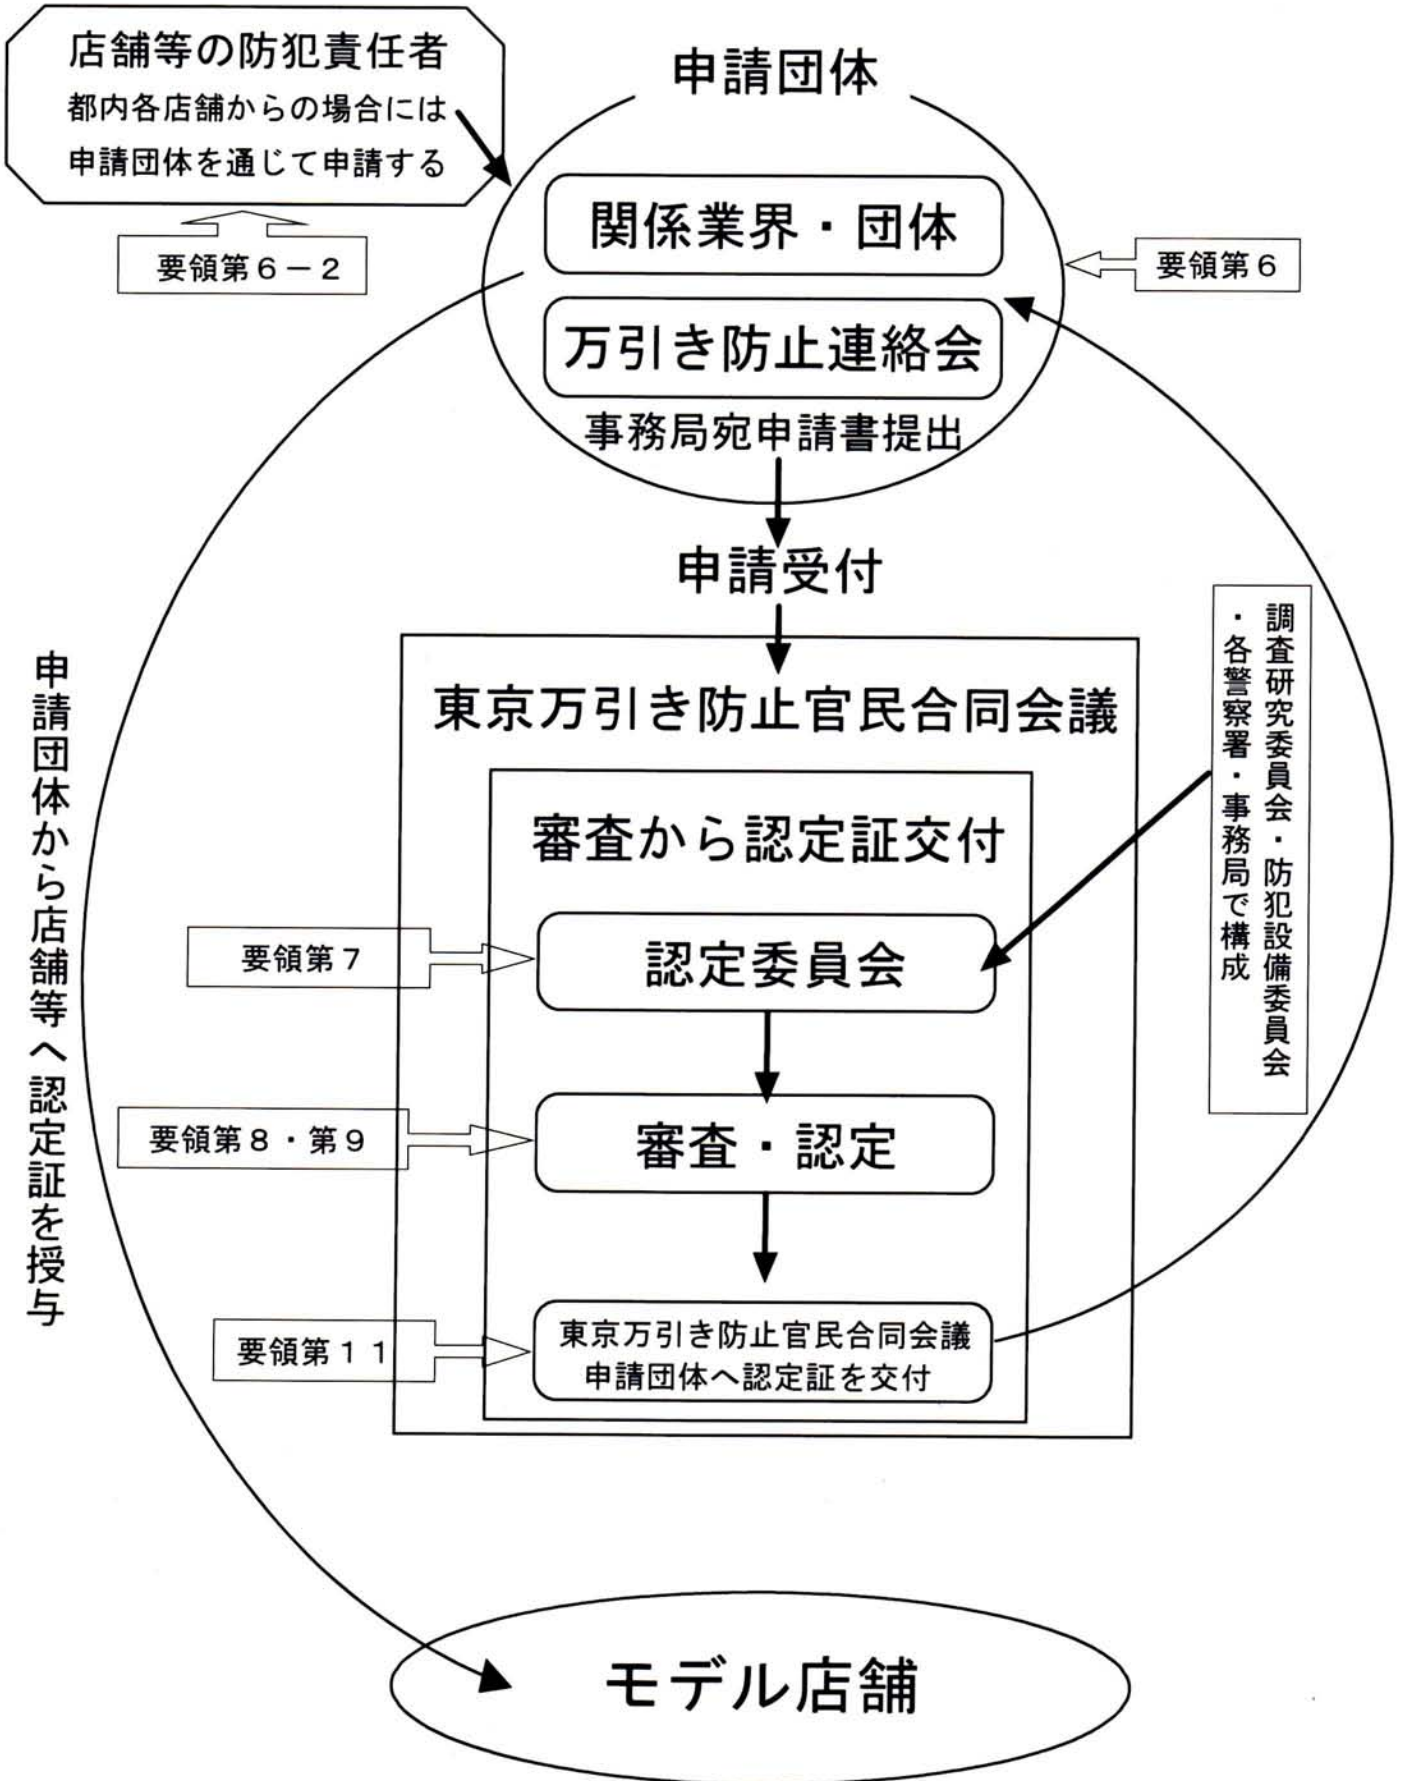 店舗等の防犯責任者
都内各店舗からの場合には
申請団体を通じて申請する
要領第６－２
申請団体
関係業界・団体
万引き防止連絡会
事務局宛申請書提出
要領第６
申請受付
東京万引き防止官民合同会議
審査から認定証交付
認定委員会
要領第７
調査研究委員会・防犯設備委員会
・各警察署・事務局で構成
審査・認定
要領第８・第９
東京万引き防止官民合同会議
申請団体へ認定証を交付
要領第１１
申請団体から店舗等へ認定証を授与
モデル店舗